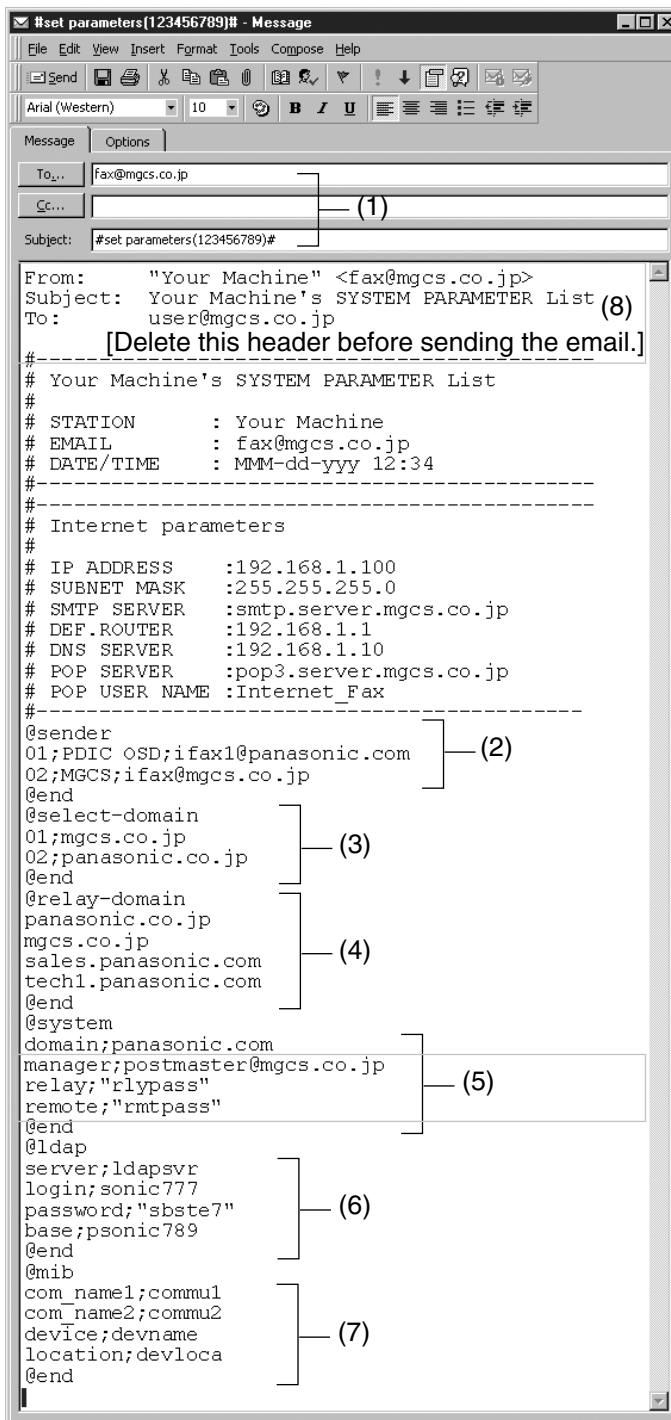 #set parameters(123456789)# - Message
File Edit View Insert Format Tools Compose Help
Send
Arial (Western) 10 B I U
Message Options
To... fax@mgcs.co.jp
(1)
Cc...
Subject: #set parameters(123456789)#
From: "Your Machine" <fax@mgcs.co.jp>
Subject: Your Machine's SYSTEM PARAMETER List
(8)
To: user@mgcs.co.jp
[Delete this header before sending the email.]
#-----------------------------------------------
# Your Machine's SYSTEM PARAMETER List
#
# STATION : Your Machine
# EMAIL : fax@mgcs.co.jp
# DATE/TIME : MMM-dd-yyy 12:34
#-----------------------------------------------
#-----------------------------------------------
# Internet parameters
#
# IP ADDRESS :192.168.1.100
# SUBNET MASK :255.255.255.0
# SMTP SERVER :smtp.server.mgcs.co.jp
# DEF.ROUTER :192.168.1.1
# DNS SERVER :192.168.1.10
# POP SERVER :pop3.server.mgcs.co.jp
# POP USER NAME :Internet_Fax
#----------------------------------------------
@sender
01;PDIC OSD;ifax1@panasonic.com
(2)
02;MGCS;ifax@mgcs.co.jp
@end
@select-domain
01;mgcs.co.jp
(3)
02;panasonic.co.jp
@end
@relay-domain
panasonic.co.jp
mgcs.co.jp
(4)
sales.panasonic.com
tech1.panasonic.com
@end
@system
domain;panasonic.com
manager;postmaster@mgcs.co.jp
relay;"rlypass"
(5)
remote;"rmtpass"
@end
@ldap
server;ldapsvr
login;sonic777
password;"sbste7"
(6)
base;psonic789
@end
@mib
com_name1;commu1
com_name2;commu2
device;devname
(7)
location;devloca
@end